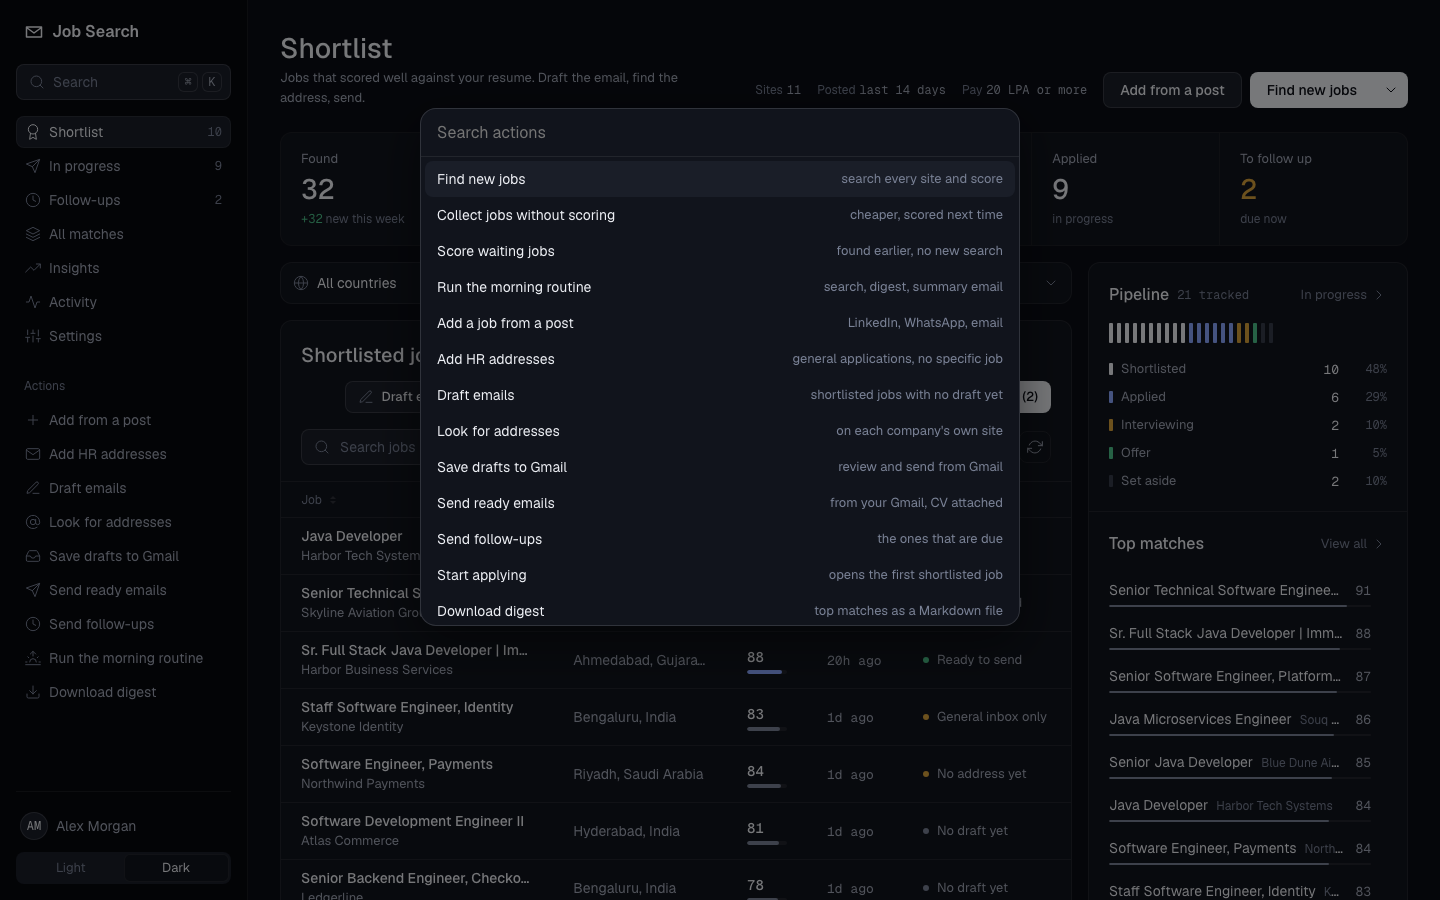 Job Search
Search ⌘ K
Shortlist 10
In progress 9
Follow-ups 2
All matches
Insights
Activity
Settings
Actions
Add from a post
Add HR addresses
Draft emails
Look for addresses
Save drafts to Gmail
Send ready emails
Send follow-ups
Run the morning routine
Download digest
AM Alex Morgan
Light Dark
Shortlist
Jobs that scored well against your resume. Draft the email, find the
address, send.
Sites 11 Posted last 14 days Pay 20 LPA or more
Add from a post
Find new jobs
Found
32
+32 new this week
Applied
9
in progress
To follow up
2
due now
All countries
Search actions
Find new jobs search every site and score
Collect jobs without scoring cheaper, scored next time
Score waiting jobs found earlier, no new search
Run the morning routine search, digest, summary email
Add a job from a post LinkedIn, WhatsApp, email
Add HR addresses general applications, no specific job
Draft emails shortlisted jobs with no draft yet
Look for addresses on each company's own site
Save drafts to Gmail review and send from Gmail
Send ready emails from your Gmail, CV attached
Send follow-ups the ones that are due
Start applying opens the first shortlisted job
Download digest top matches as a Markdown file
Shortlisted
Draft
(2)
Search jobs
Job
Java Developer
Harbor Tech System
Senior Technical S
Skyline Aviation Gro
Sr. Full Stack Java Developer | Im...
Harbor Business Services
Ahmedabad, Gujara... 88 20h ago Ready to send
Staff Software Engineer, Identity
Keystone Identity
Bengaluru, India 83 1d ago General inbox only
Software Engineer, Payments
Northwind Payments
Riyadh, Saudi Arabia 84 1d ago No address yet
Software Development Engineer II
Atlas Commerce
Hyderabad, India 81 1d ago No draft yet
Senior Backend Engineer, Checko...
Ledgerline
Bengaluru, India 78 1d ago No draft yet
Pipeline 21 tracked In progress
Shortlisted 10 48%
Applied 6 29%
Interviewing 2 10%
Offer 1 5%
Set aside 2 10%
Top matches View all
Senior Technical Software Enginee... 91
Sr. Full Stack Java Developer | Imm... 88
Senior Software Engineer, Platform... 87
Java Microservices Engineer Souq ... 86
Senior Java Developer Blue Dune Ai... 85
Java Developer Harbor Tech Systems 84
Software Engineer, Payments North... 84
Staff Software Engineer, Identity K... 83